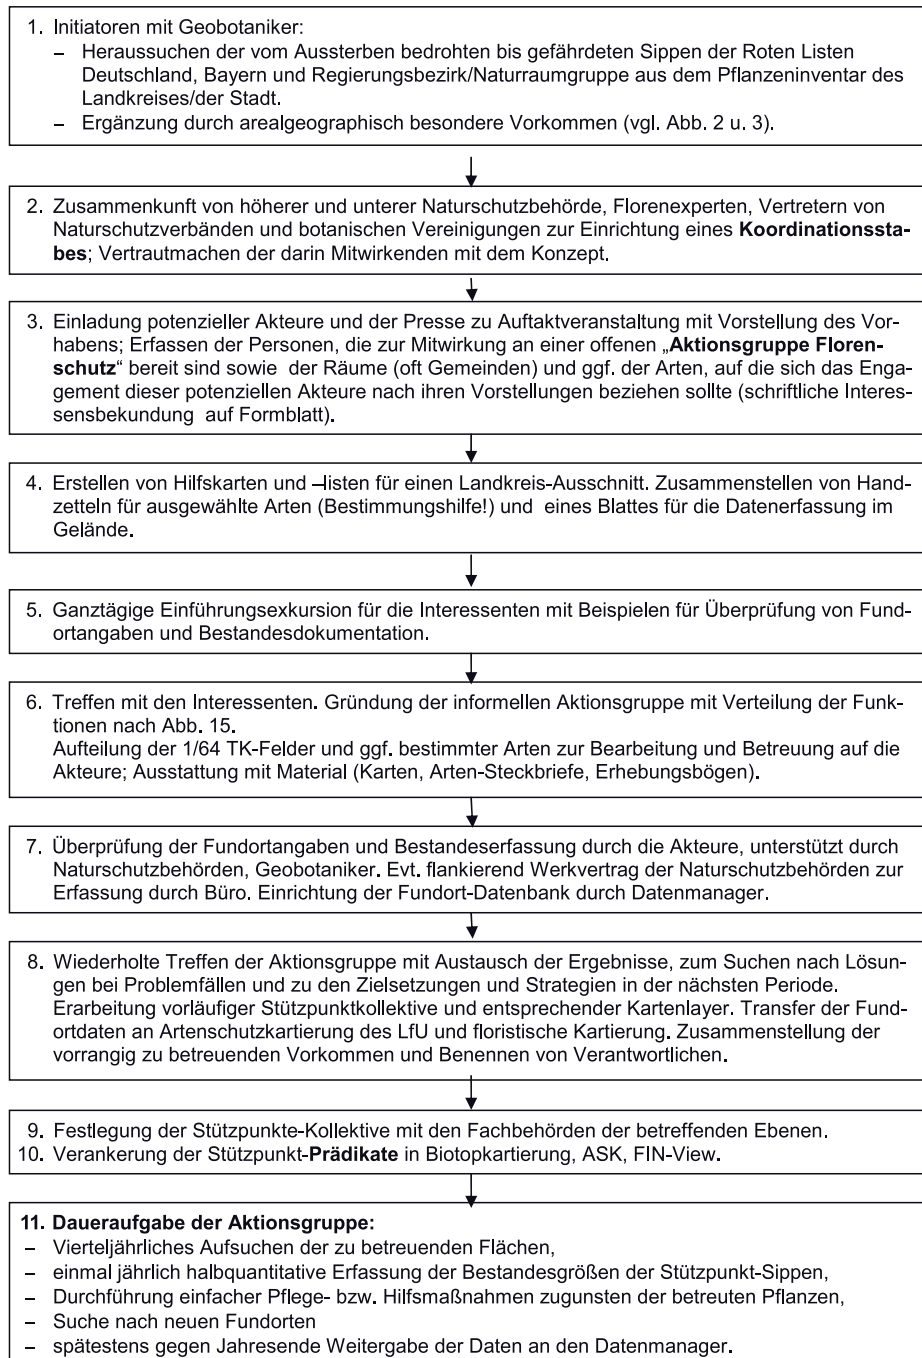 1. Initiatoren mit Geobotaniker:
– Heraussuchen der vom Aussterben bedrohten bis gefährdeten Sippen der Roten Listen
Deutschland, Bayern und Regierungsbezirk/Naturraumgruppe aus dem Pflanzeninventar des
Landkreises/der Stadt.
– Ergänzung durch arealgeographisch besondere Vorkommen (vgl. Abb. 2 u. 3).
2. Zusammenkunft von höherer und unterer Naturschutzbehörde, Florenexperten, Vertretern von
Naturschutzverbänden und botanischen Vereinigungen zur Einrichtung eines Koordinationssta-
bes; Vertrautmachen der darin Mitwirkenden mit dem Konzept.
3. Einladung potenzieller Akteure und der Presse zu Auftaktveranstaltung mit Vorstellung des Vor-
habens; Erfassen der Personen, die zur Mitwirkung an einer offenen „Aktionsgruppe Floren-
schutz“ bereit sind sowie der Räume (oft Gemeinden) und ggf. der Arten, auf die sich das Enga-
gement dieser potenziellen Akteure nach ihren Vorstellungen beziehen sollte (schriftliche Interes-
sensbekundung auf Formblatt).
4. Erstellen von Hilfskarten und –listen für einen Landkreis-Ausschnitt. Zusammenstellen von Hand-
zetteln für ausgewählte Arten (Bestimmungshilfe!) und eines Blattes für die Datenerfassung im
Gelände.
5. Ganztägige Einführungsexkursion für die Interessenten mit Beispielen für Überprüfung von Fund-
ortangaben und Bestandesdokumentation.
6. Treffen mit den Interessenten. Gründung der informellen Aktionsgruppe mit Verteilung der Funk-
tionen nach Abb. 15.
Aufteilung der 1/64 TK-Felder und ggf. bestimmter Arten zur Bearbeitung und Betreuung auf die
Akteure; Ausstattung mit Material (Karten, Arten-Steckbriefe, Erhebungsbögen).
7. Überprüfung der Fundortangaben und Bestandeserfassung durch die Akteure, unterstützt durch
Naturschutzbehörden, Geobotaniker. Evt. flankierend Werkvertrag der Naturschutzbehörden zur
Erfassung durch Büro. Einrichtung der Fundort-Datenbank durch Datenmanager.
8. Wiederholte Treffen der Aktionsgruppe mit Austausch der Ergebnisse, zum Suchen nach Lösun-
gen bei Problemfällen und zu den Zielsetzungen und Strategien in der nächsten Periode.
Erarbeitung vorläufiger Stützpunktkollektive und entsprechender Kartenlayer. Transfer der Fund-
ortdaten an Artenschutzkartierung des LfU und floristische Kartierung. Zusammenstellung der
vorrangig zu betreuenden Vorkommen und Benennen von Verantwortlichen.
9. Festlegung der Stützpunkte-Kollektive mit den Fachbehörden der betreffenden Ebenen.
10. Verankerung der Stützpunkt-Prädikate in Biotopkartierung, ASK, FIN-View.
11. Daueraufgabe der Aktionsgruppe:
– Vierteljährliches Aufsuchen der zu betreuenden Flächen,
– einmal jährlich halbquantitative Erfassung der Bestandesgrößen der Stützpunkt-Sippen,
– Durchführung einfacher Pflege- bzw. Hilfsmaßnahmen zugunsten der betreuten Pflanzen,
– Suche nach neuen Fundorten
– spätestens gegen Jahresende Weitergabe der Daten an den Datenmanager.